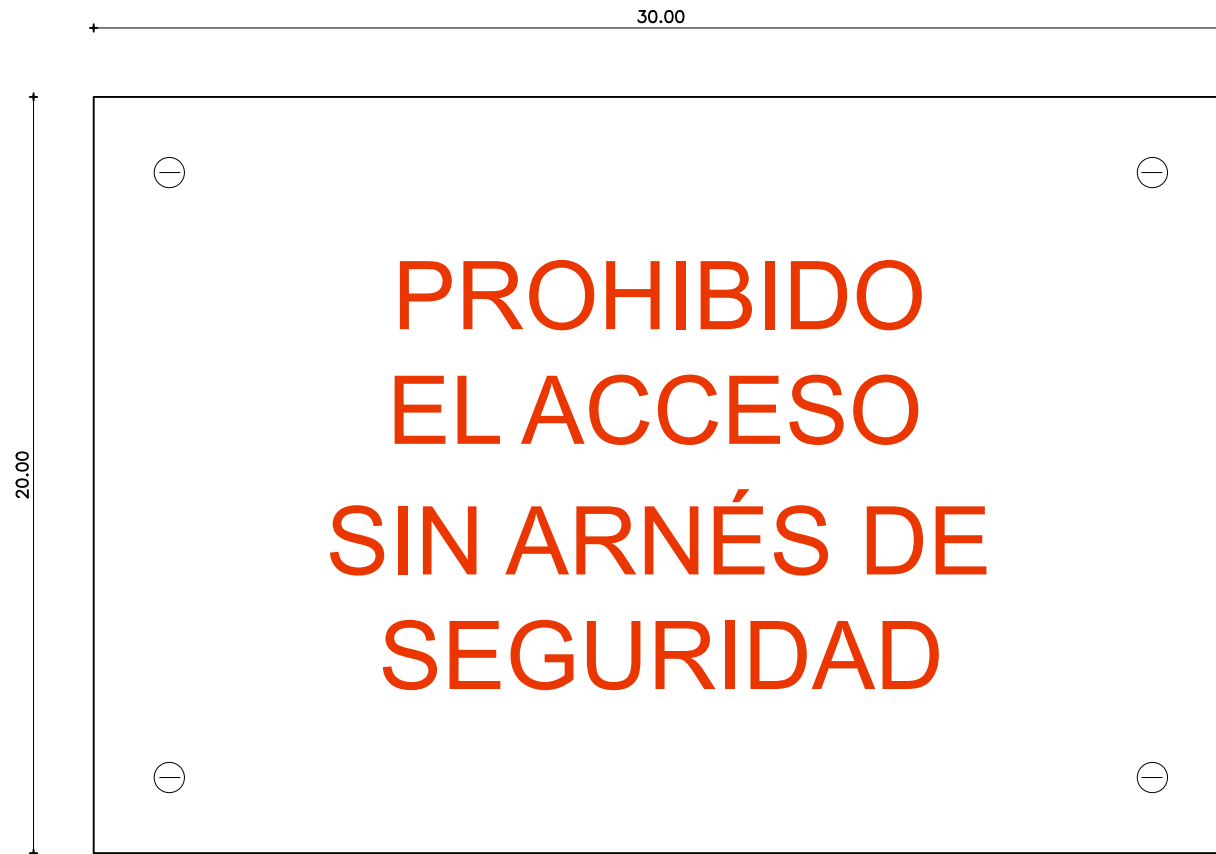 30.00
20.00
PROHIBIDO
EL ACCESO
SIN ARNÉS DE
SEGURIDAD